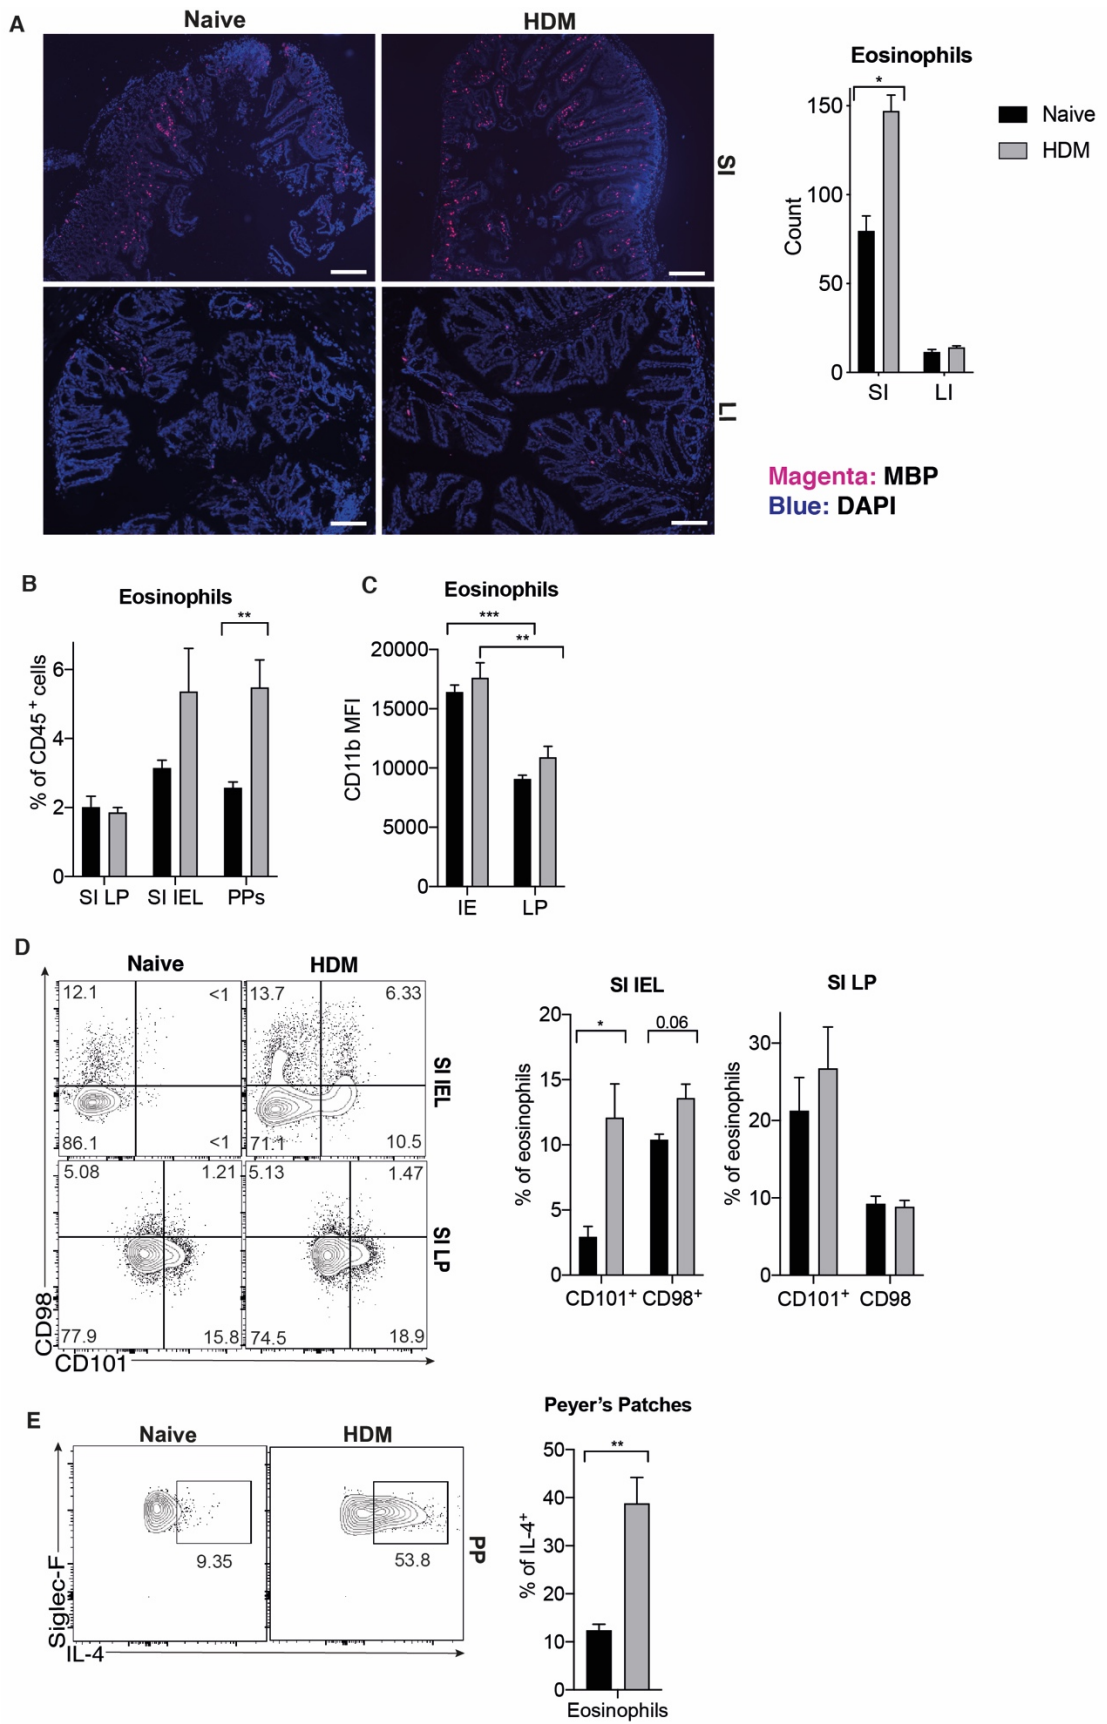 A
Naive
HDM
SI
LI
Eosinophils
*
Count
150
100
50
0
SI
LI
Naive
HDM
Magenta: MBP
Blue: DAPI
B
Eosinophils
**
% of CD45+ cells
6
4
2
0
SI LP
SI IEL
PPs
C
Eosinophils
***
**
CD11b MFI
20000
15000
10000
5000
0
IE
LP
D
Naive
HDM
12.1
<1
13.7
6.33
86.1
<1
71.1
10.5
SI IEL
5.08
1.21
5.13
1.47
77.9
15.8
74.5
18.9
SI LP
CD98
CD101
SI IEL
*
0.06
% of eosinophils
20
15
10
5
0
CD101+
CD98+
SI LP
% of eosinophils
30
20
10
0
CD101+
CD98
E
Naive
HDM
9.35
53.8
PP
Siglec-F
IL-4
Peyer's Patches
**
% of IL-4+
50
40
30
20
10
0
Eosinophils